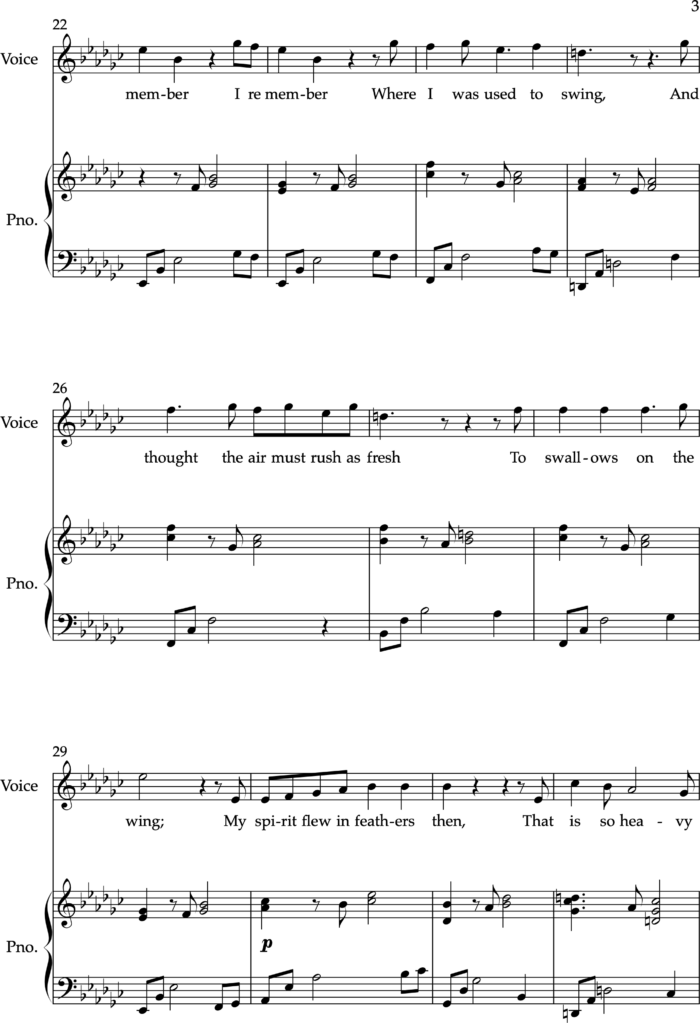 3
22
Voice
mem-ber I re mem-ber Where I was used to swing, And
Pno.
26
Voice
thought the air must rush as fresh To swall-ows on the
Pno.
29
Voice
wing; My spi-rit flew in feath-ers then, That is so hea - vy
p
Pno.